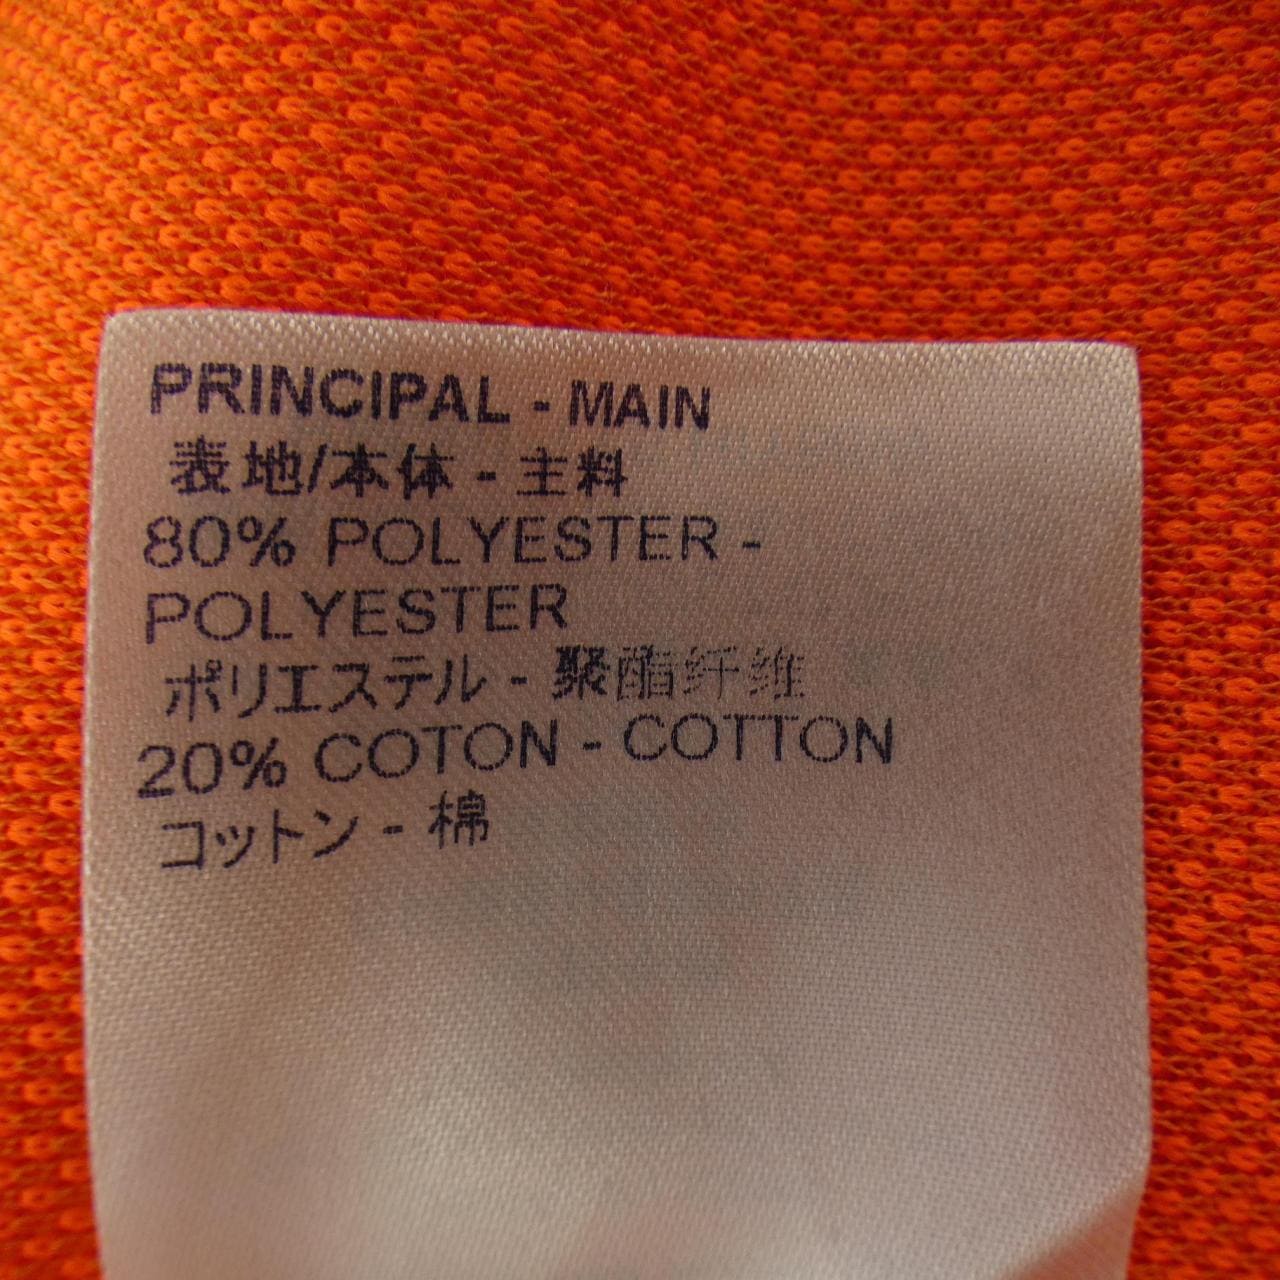 PRINCIPAL - MAIN
表地/本体 - 主料
80% POLYESTER -
POLYESTER
ポリエステル - 聚酯纤维
20% COTON - COTTON
コットン - 棉